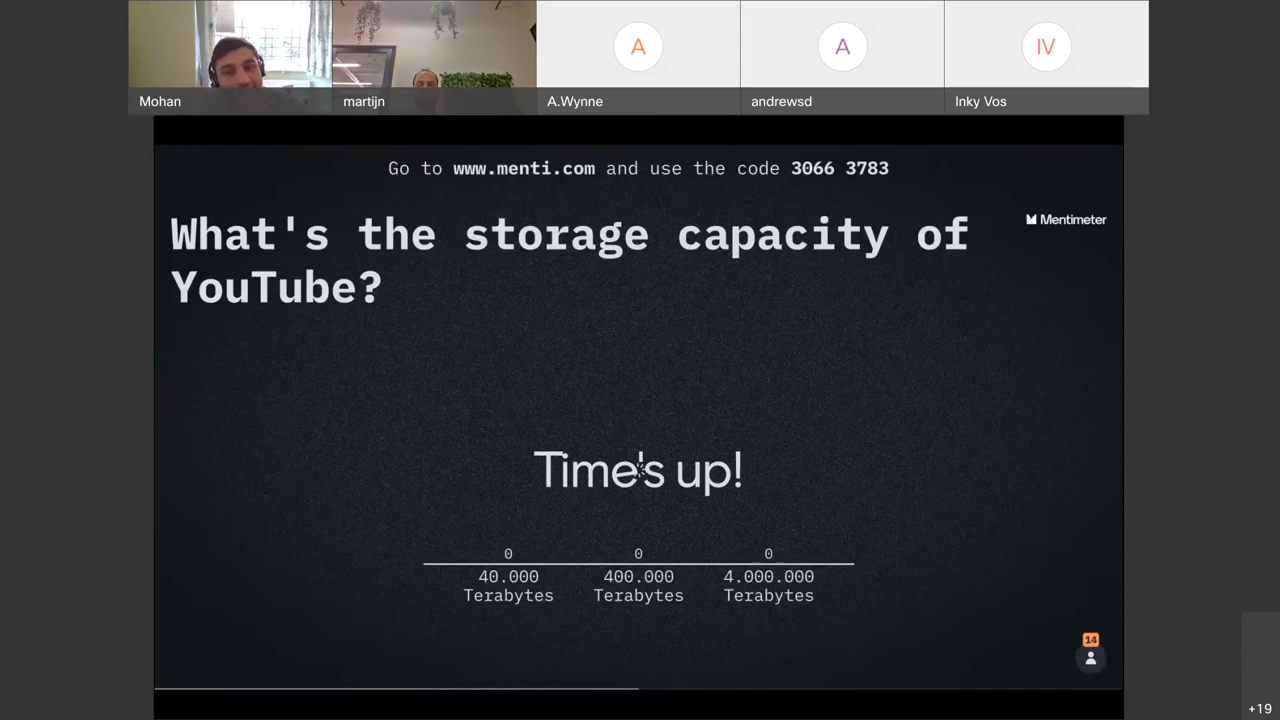 A
A
IV
Mohan
martijn
A.Wynne
andrewsd
Inky Vos
Go to www.menti.com and use the code 3066 3783
What's the storage capacity of
YouTube?
Mentimeter
Time's up!
0
0
0
40.000
Terabytes
400.000
Terabytes
4.000.000
Terabytes
14
+19